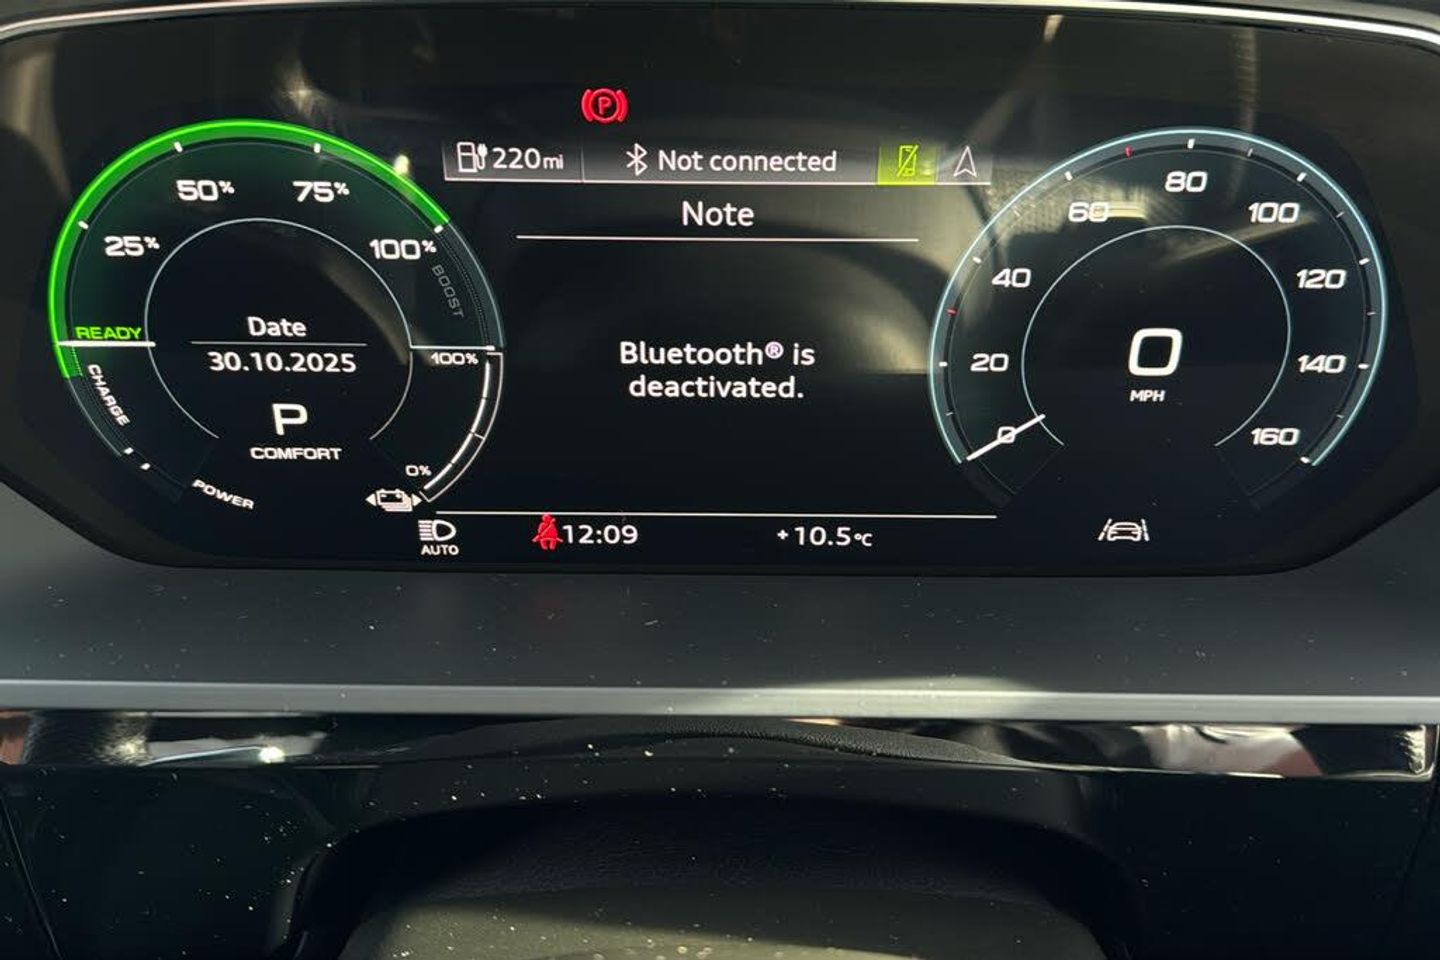 P
220mi
Not connected
Note
Bluetooth® is
deactivated.
25%
50%
75%
100%
BOOST
READY
CHARGE
POWER
Date
30.10.2025
P
COMFORT
100%
0%
0
20
40
60
80
100
120
140
160
0
MPH
AUTO
12:09
+10.5°C